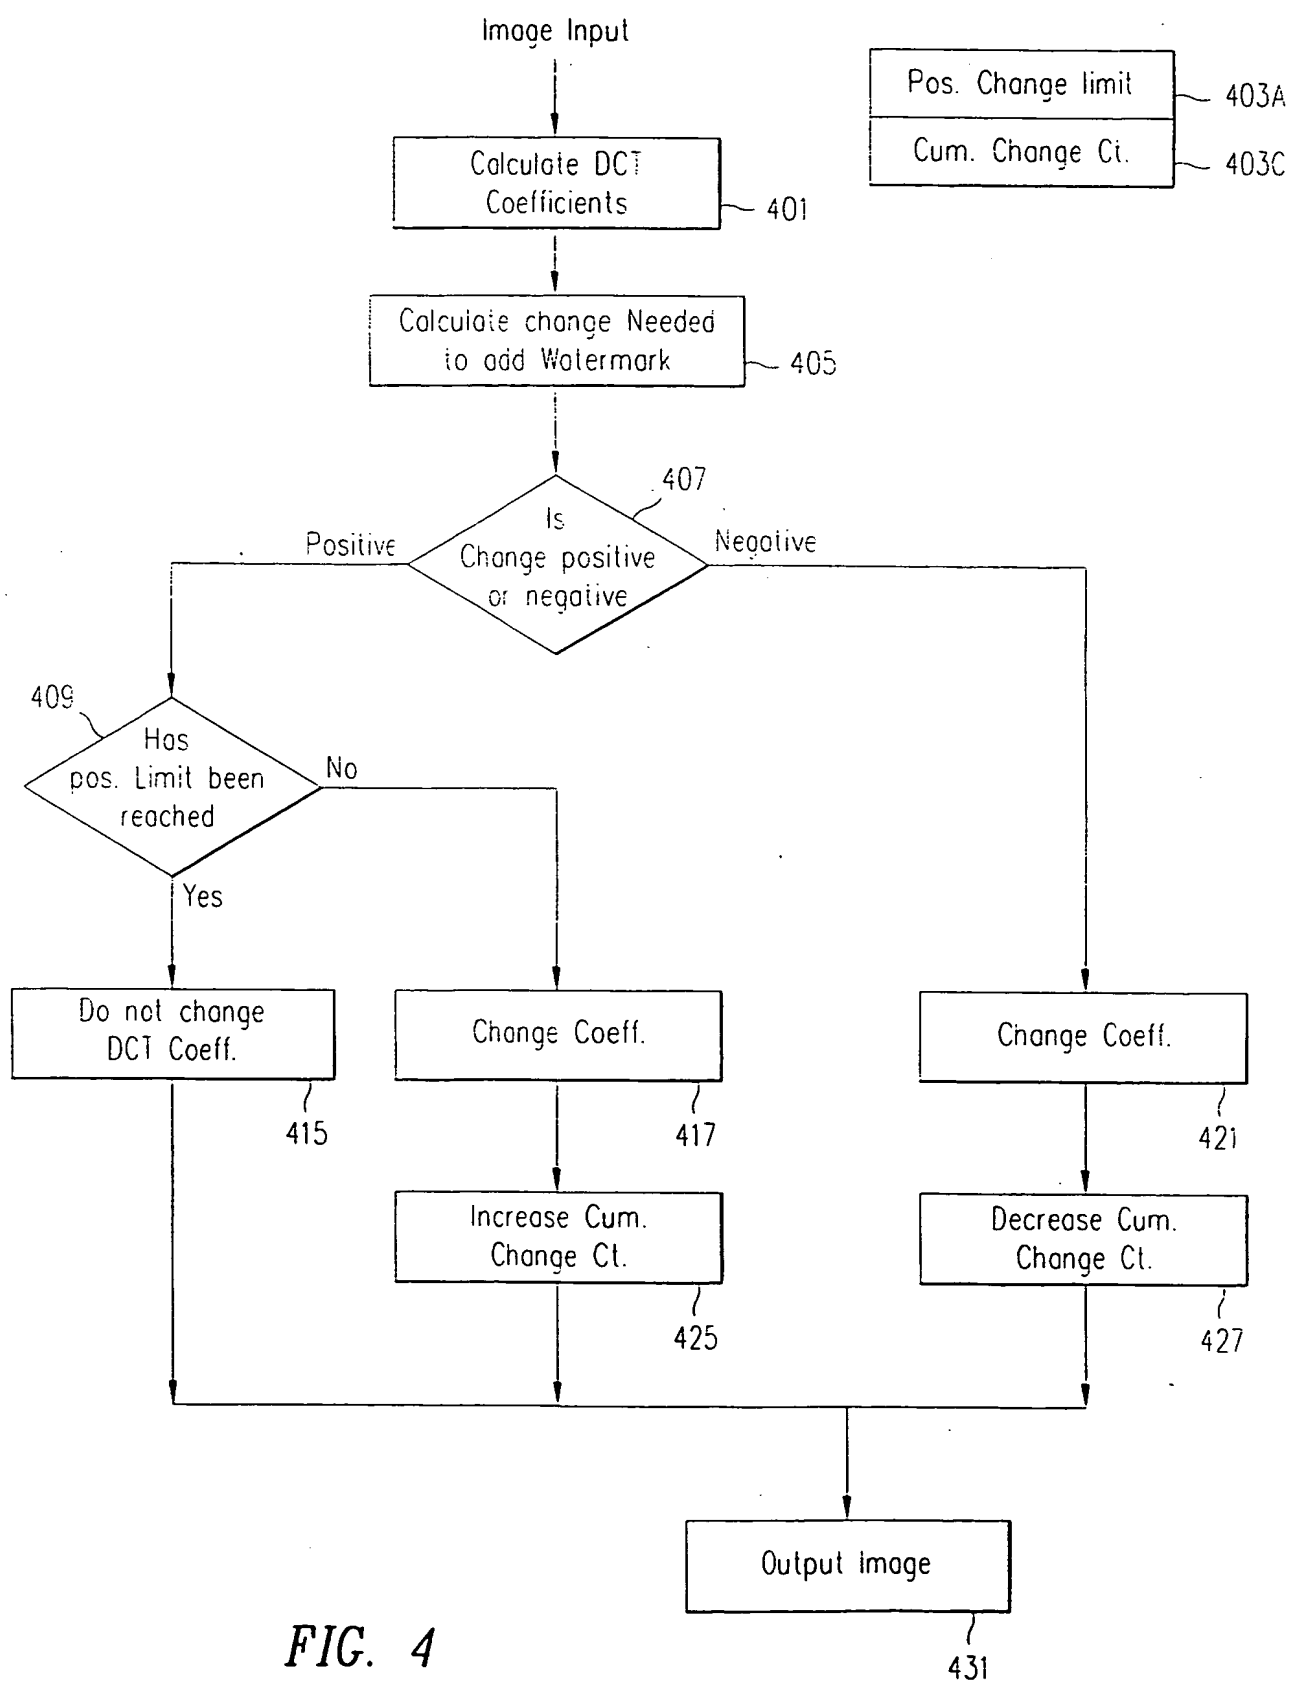 Image Input
Pos. Change limit
403A
Cum. Change Ct.
403C
Calculate DCT
Coefficients
401
Calculate change Needed
to add Watermark
405
407
Is
Change positive
or negative
Positive
Negative
409
Has
pos. Limit been
reached
No
Yes
Do not change
DCT Coeff.
415
Change Coeff.
417
Change Coeff.
421
Increase Cum.
Change Ct.
425
Decrease Cum.
Change Ct.
427
Output Image
431
FIG. 4